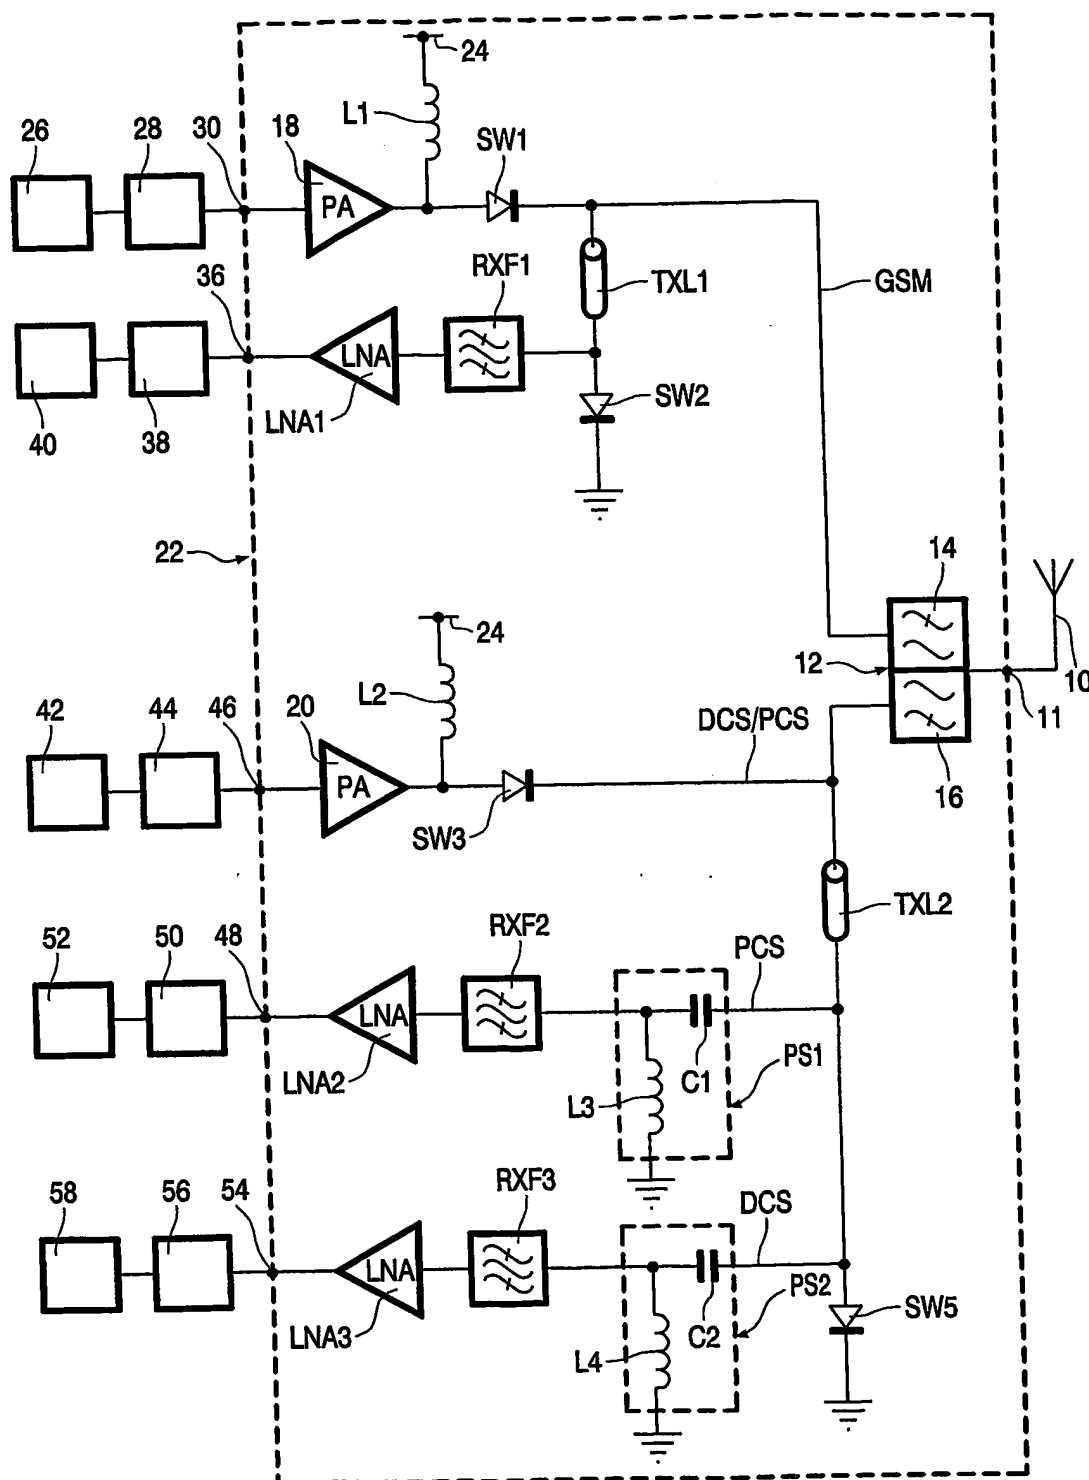 24
L1
26
28
30
18
SW1
PA
36
RXF1
TXL1
GSM
LNA
SW2
LNA1
40
38
22
14
24
12
10
L2
11
42
44
46
20
DCS/PCS
PA
16
SW3
TXL2
RXF2
52
50
48
PCS
LNA
C1
PS1
LNA2
L3
RXF3
58
56
54
DCS
LNA
PS2
SW5
LNA3
C2
L4